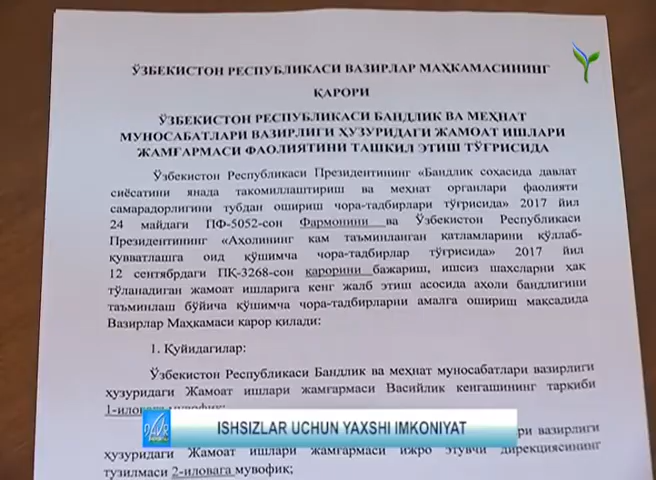 ЎЗБЕКИСТОН РЕСПУБЛИКАСИ ВАЗИРЛАР МАҲКАМАСИНИНГ
ҚАРОРИ
ЎЗБЕКИСТОН РЕСПУБЛИКАСИ БАНДЛИК ВА МЕҲНАТ
МУНОСАБАТЛАРИ ВАЗИРЛИГИ ҲУЗУРИДАГИ ЖАМОАТ ИШЛАРИ
ЖАМҒАРМАСИ ФАОЛИЯТИНИ ТАШКИЛ ЭТИШ ТЎҒРИСИДА
Ўзбекистон Республикаси Президентининг «Бандлик соҳасида давлат
сиёсатини янада такомиллаштириш ва меҳнат органлари фаолияти
самарадорлигини тубдан ошириш чора-тадбирлари тўғрисида» 2017 йил
24 майдаги ПФ-5052-сон Фармонини ва Ўзбекистон Республикаси
Президентининг «Аҳолининг кам таъминланган қатламларини қўллаб-
қувватлашга оид қўшимча чора-тадбирлар тўғрисида» 2017 йил
12 сентябрдаги ПҚ-3268-сон қарорини бажариш, ишсиз шахсларни ҳақ
тўланадиган жамоат ишларига кенг жалб этиш асосида аҳоли бандлигини
таъминлаш бўйича қўшимча чора-тадбирларни амалга ошириш мақсадида
Вазирлар Маҳкамаси қарор қилади:
1. Қуйидагилар:
Ўзбекистон Республикаси Бандлик ва меҳнат муносабатлари вазирлиги
ҳузуридаги Жамоат ишлари жамғармаси Васийлик кенгашининг таркиби
1-иловага мувофиқ;
ISHSIZLAR UCHUN YAXSHI IMKONIYAT
вазирлиги
ҳузуридаги Жамоат ишлари жамғармаси ижро этувчи дирекциясининг
тузилмаси 2-иловага мувофиқ;